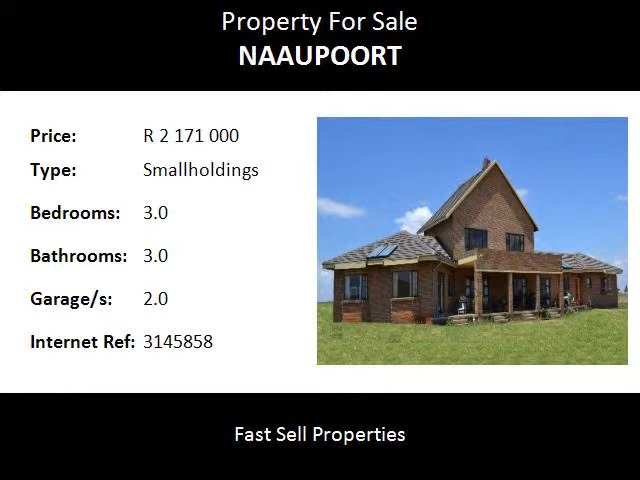 Property For Sale
NAAUPOORT
Price: R 2 171 000
Type: Smallholdings
Bedrooms: 3.0
Bathrooms: 3.0
Garage/s: 2.0
Internet Ref: 3145858
Fast Sell Properties